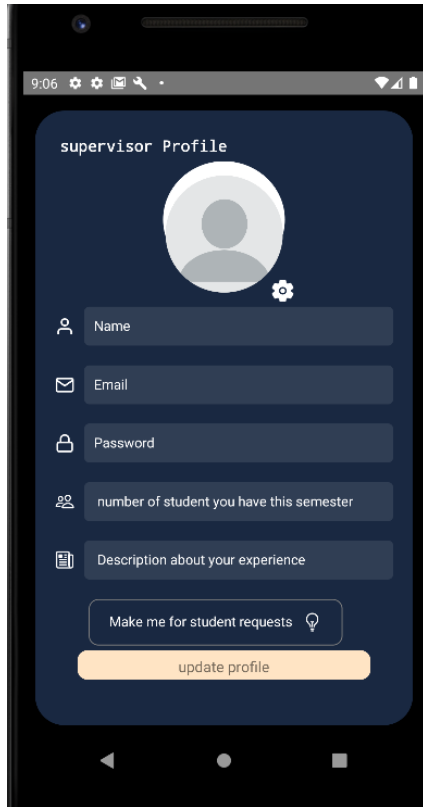 9:06
supervisor Profile
Name
Email
Password
number of student you have this semester
Description about your experience
Make me for student requests
update profile